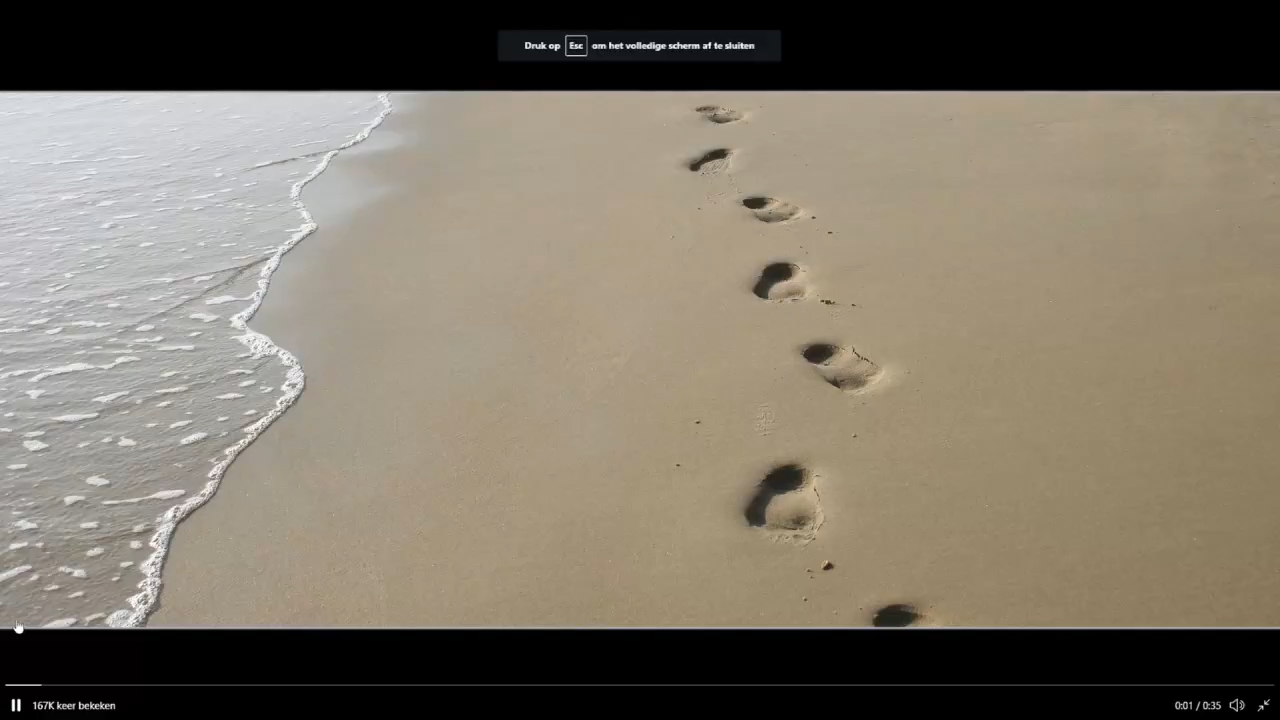 Druk op Esc om het volledige scherm af te sluiten
167K keer bekeken
0:01 / 0:35